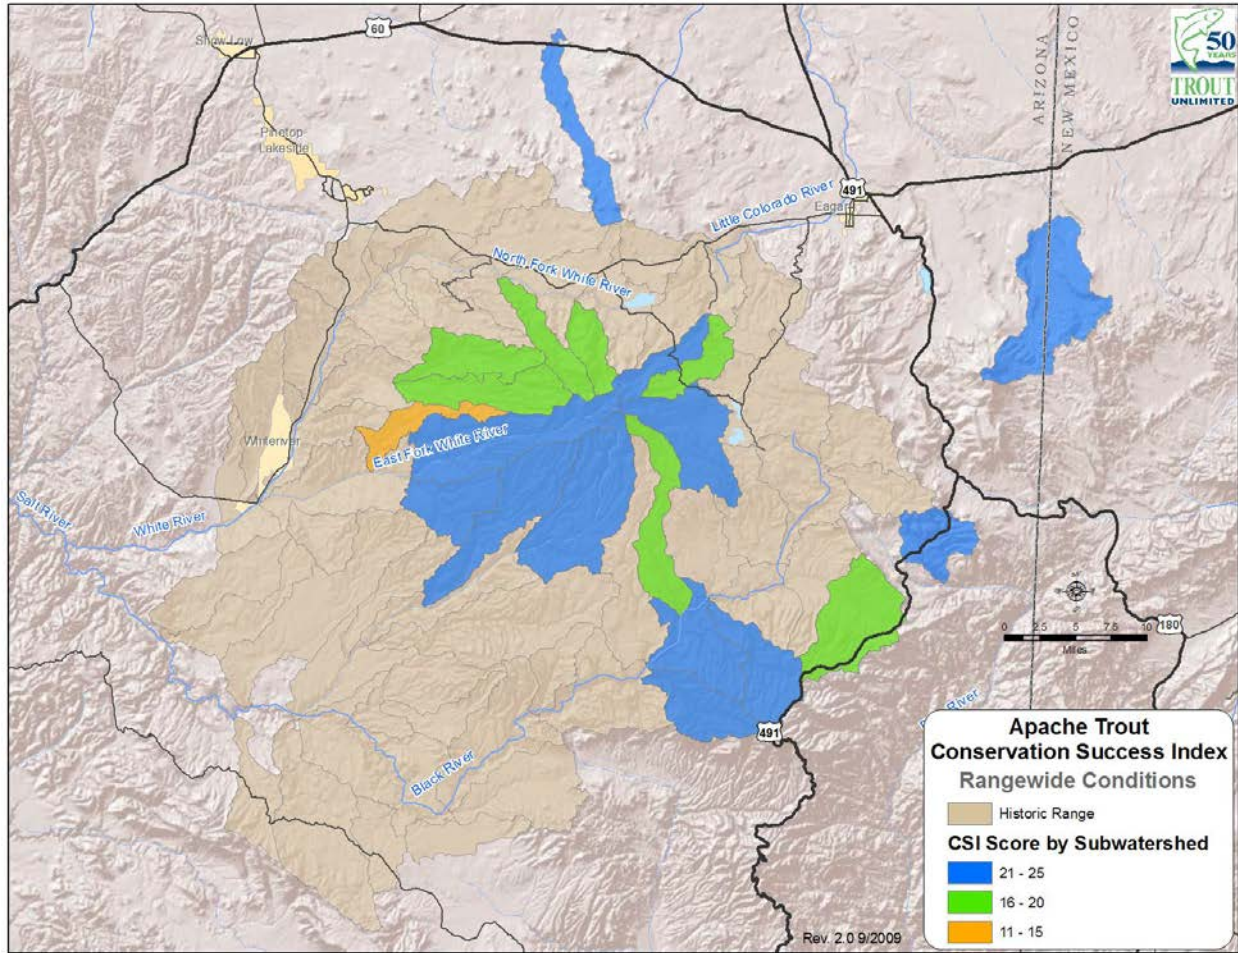 60
Show Low
50
YEARS
TROUT
UNLIMITED
ARIZONA
NEW MEXICO
Pinetop-
Lakeside
491
Eagar
Little Colorado River
North Fork White River
Whiteriver
East Fork White River
Salt River
White River
0 2.5 5 7.5 10
Miles
180
River
491
Black River
Apache Trout
Conservation Success Index
Rangewide Conditions
Historic Range
CSI Score by Subwatershed
21 - 25
16 - 20
11 - 15
Rev. 2.0 9/2009